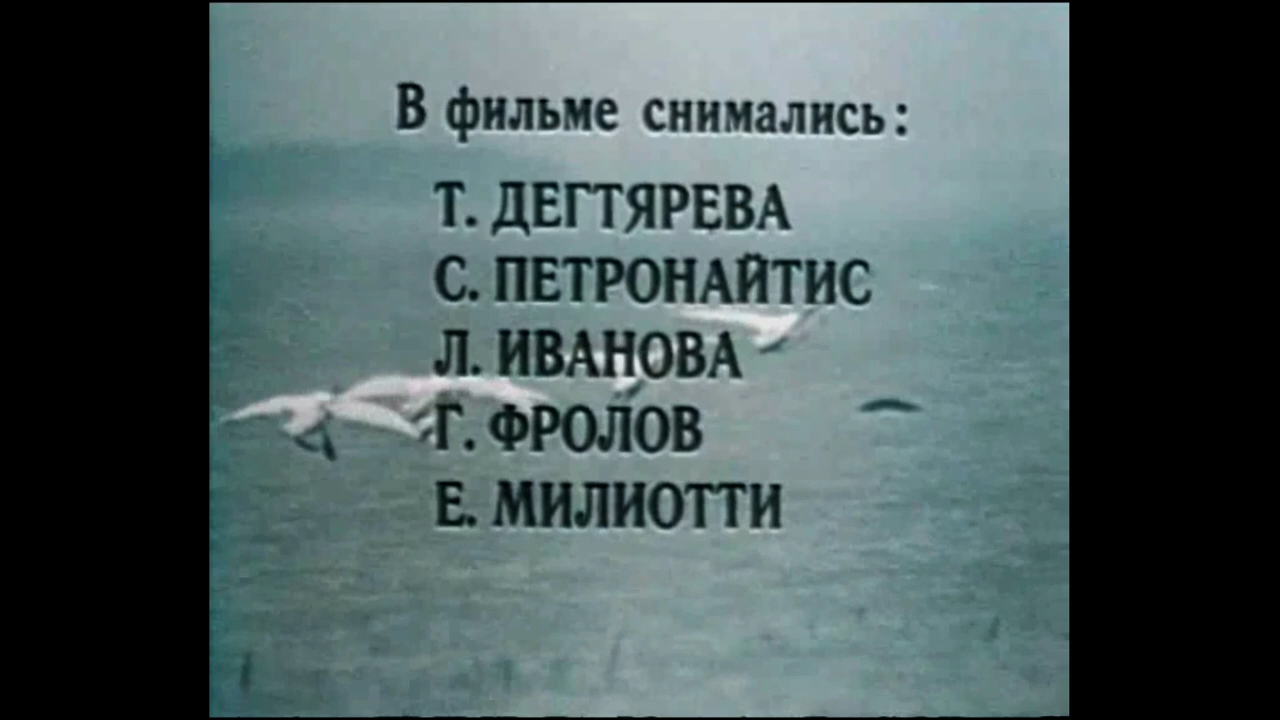 В фильме снимались:
Т. ДЕГТЯРЕВА
С. ПЕТРОНАЙТИС
Л. ИВАНОВА
Г. ФРОЛОВ
Е. МИЛИОТТИ